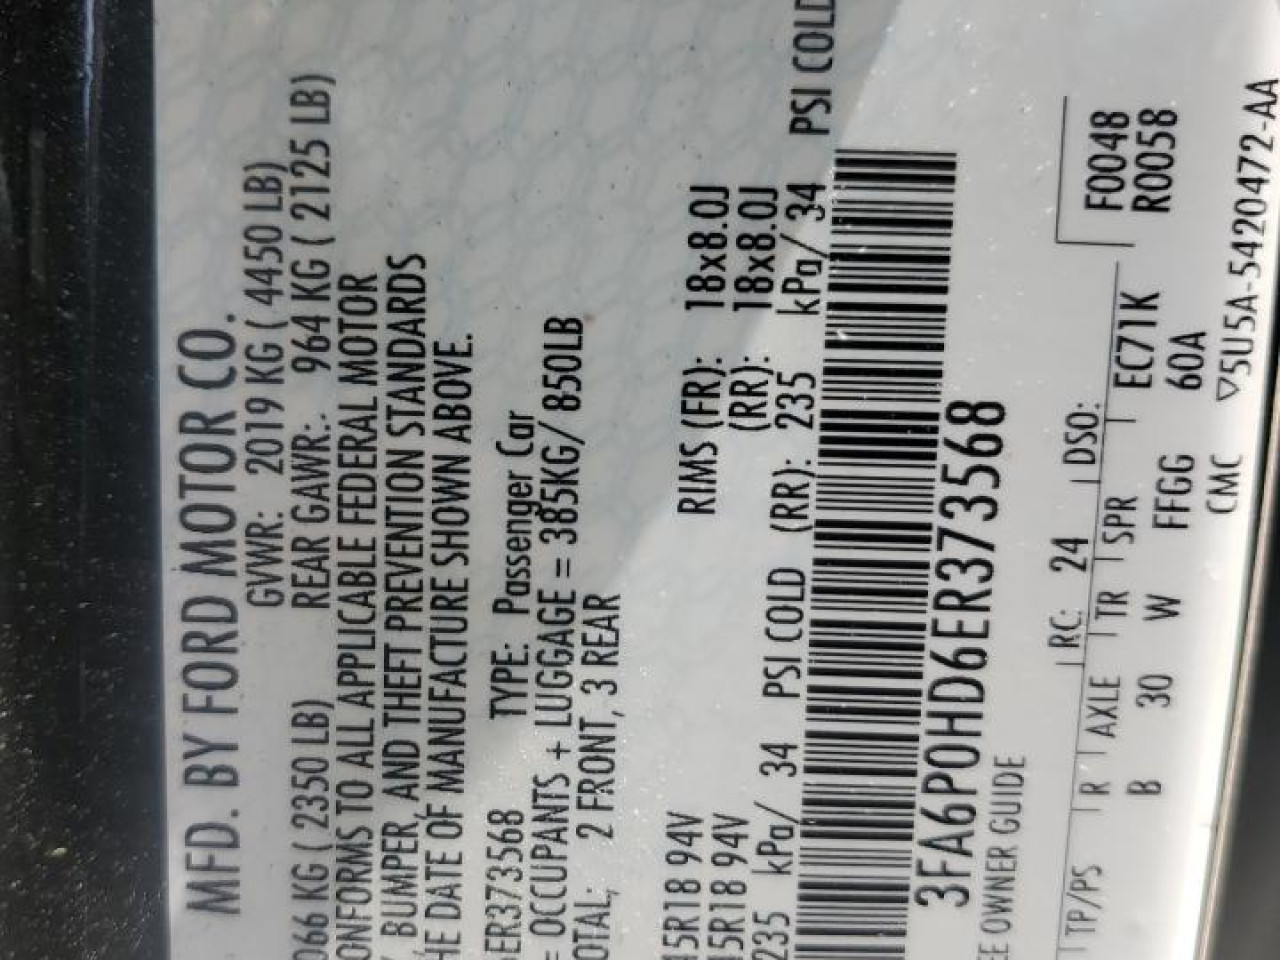 MFD. BY FORD MOTOR CO.
GVWR: 2019 KG ( 4450 LB)
066 KG ( 2350 LB) REAR GAWR: 964 KG ( 2125 LB)
ONFORMS TO ALL APPLICABLE FEDERAL MOTOR
, BUMPER, AND THEFT PREVENTION STANDARDS
HE DATE OF MANUFACTURE SHOWN ABOVE.
ER373568 TYPE: Passenger Car
= OCCUPANTS + LUGGAGE = 385KG/ 850LB
OTAL; 2 FRONT, 3 REAR
45R18 94V RIMS (FR): 18x8.0J
45R18 94V (RR): 18x8.0J
235 kPa/ 34 PSI COLD (RR): 235 kPa/ 34 PSI COLD
3FA6P0HD6ER373568
EE OWNER GUIDE
RC: 24 DSO:
F0048
R0058
TP/PS R AXLE TR SPR EC71K
B 30 W FFGG 60A
CMC ▽5U5A-5420472-AA